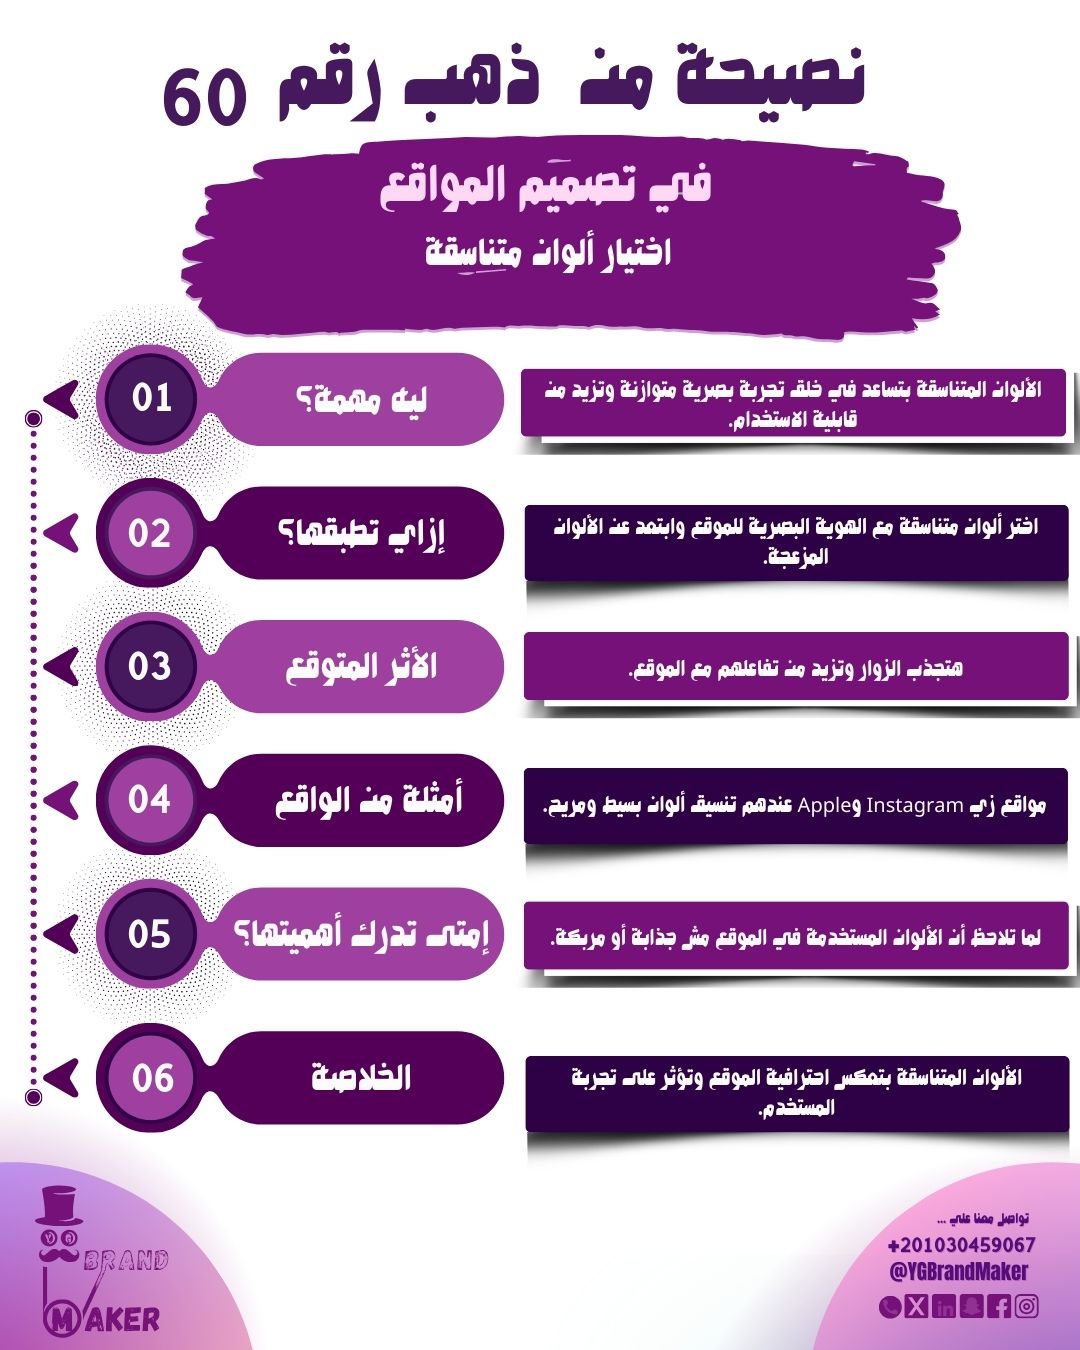 نصيحة من ذهب رقم 60
في تصميم المواقع
اختيار ألوان متناسقة
01
ليه مهمة؟
الألوان المتناسقة بتساعد في خلق تجربة بصرية متوازنة وتزيد من
قابلية الاستخدام.
02
إزاي تطبقها؟
اختر ألوان متناسقة مع الهوية البصرية للموقع وابتعد عن الألوان
المزعجة.
03
الأثر المتوقع
هتجذب الزوار وتزيد من تفاعلهم مع الموقع.
04
أمثلة من الواقع
مواقع زي Instagram وApple عندهم تنسيق ألوان بسيط ومريح.
05
إمتى تدرك أهميتها؟
لما تلاحظ أن الألوان المستخدمة في الموقع مش جذابة أو مربكة.
06
الخلاصة
الألوان المتناسقة بتعكس احترافية الموقع وتؤثر على تجربة
المستخدم.
تواصل معنا علي ...
+201030459067
@YGBrandMaker
BRAND
MAKER